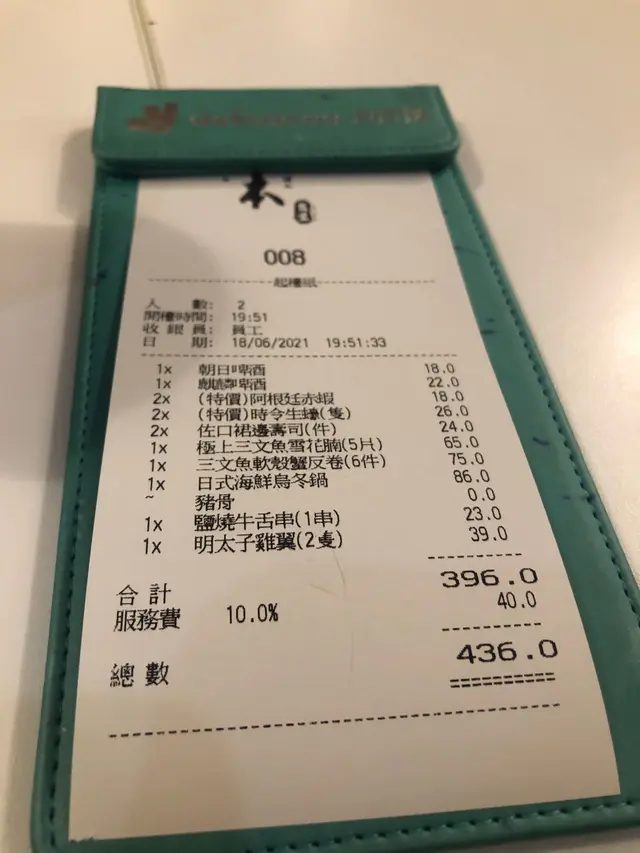 008
起檯紙
人 數: 2
開檯時間: 19:51
收銀員: 員工
日 期: 18/06/2021 19:51:33
1x 朝日啤酒 18.0
1x 麒麟啤酒 22.0
2x (特價)阿根廷赤蝦 18.0
2x (特價)時令生蠔(隻) 26.0
2x 左口裙邊壽司(件) 24.0
1x 極上三文魚雪花腩(5片) 65.0
1x 三文魚軟殼蟹反卷(6件) 75.0
1x 日式海鮮烏冬鍋 86.0
~ 豬骨 0.0
1x 鹽燒牛舌串(1串) 23.0
1x 明太子雞翼(2隻) 39.0
合計 396.0
服務費 10.0% 40.0
總數 436.0